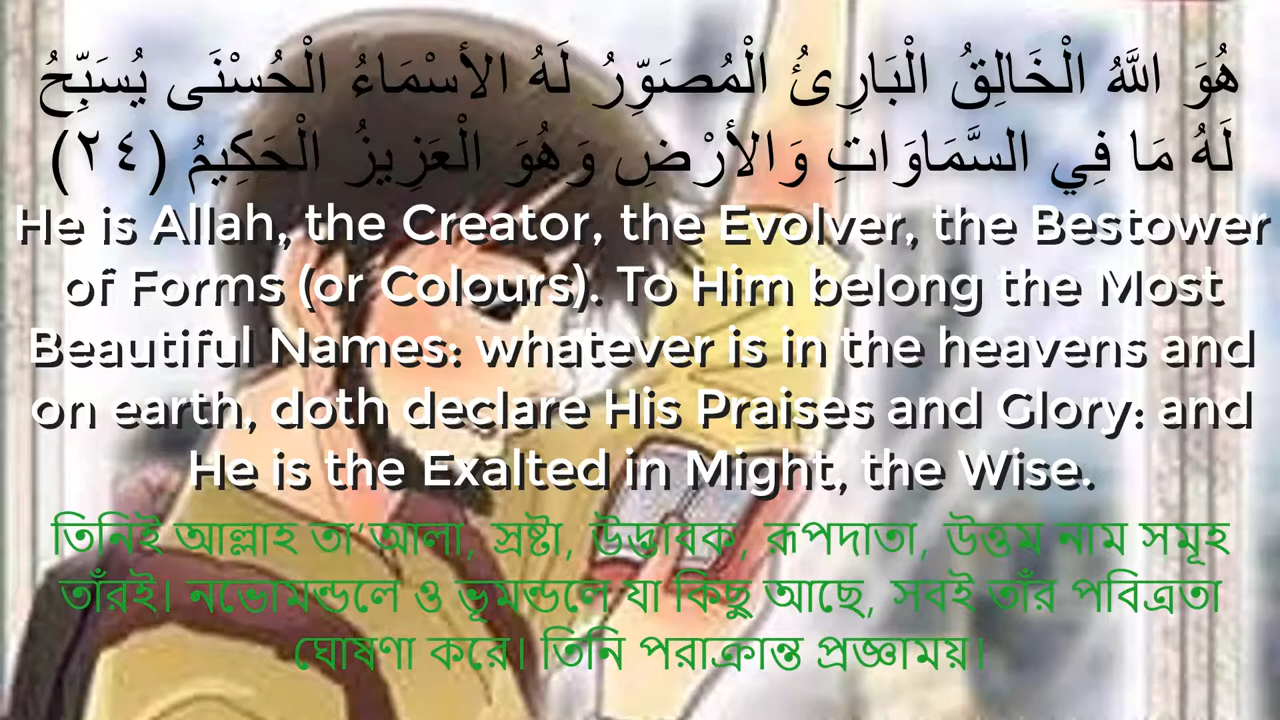 هُوَ اللَّهُ الْخَالِقُ الْبَارِئُ الْمُصَوِّرُ لَهُ الأسْمَاءُ الْحُسْنَى يُسَبِّحُ
لَهُ مَا فِي السَّمَاوَاتِ وَالأرْضِ وَهُوَ الْعَزِيزُ الْحَكِيمُ (٢٤)
He is Allah, the Creator, the Evolver, the Bestower
of Forms (or Colours). To Him belong the Most
Beautiful Names: whatever is in the heavens and
on earth, doth declare His Praises and Glory: and
He is the Exalted in Might, the Wise.
তিনিই আল্লাহ তা’আলা, স্রষ্টা, উদ্ভাবক, রূপদাতা, উত্তম নাম সমূহ
তাঁরই। নভোমন্ডলে ও ভূমন্ডলে যা কিছু আছে, সবই তাঁর পবিত্রতা
ঘোষণা করে। তিনি পরাক্রান্ত প্রজ্ঞাময়।